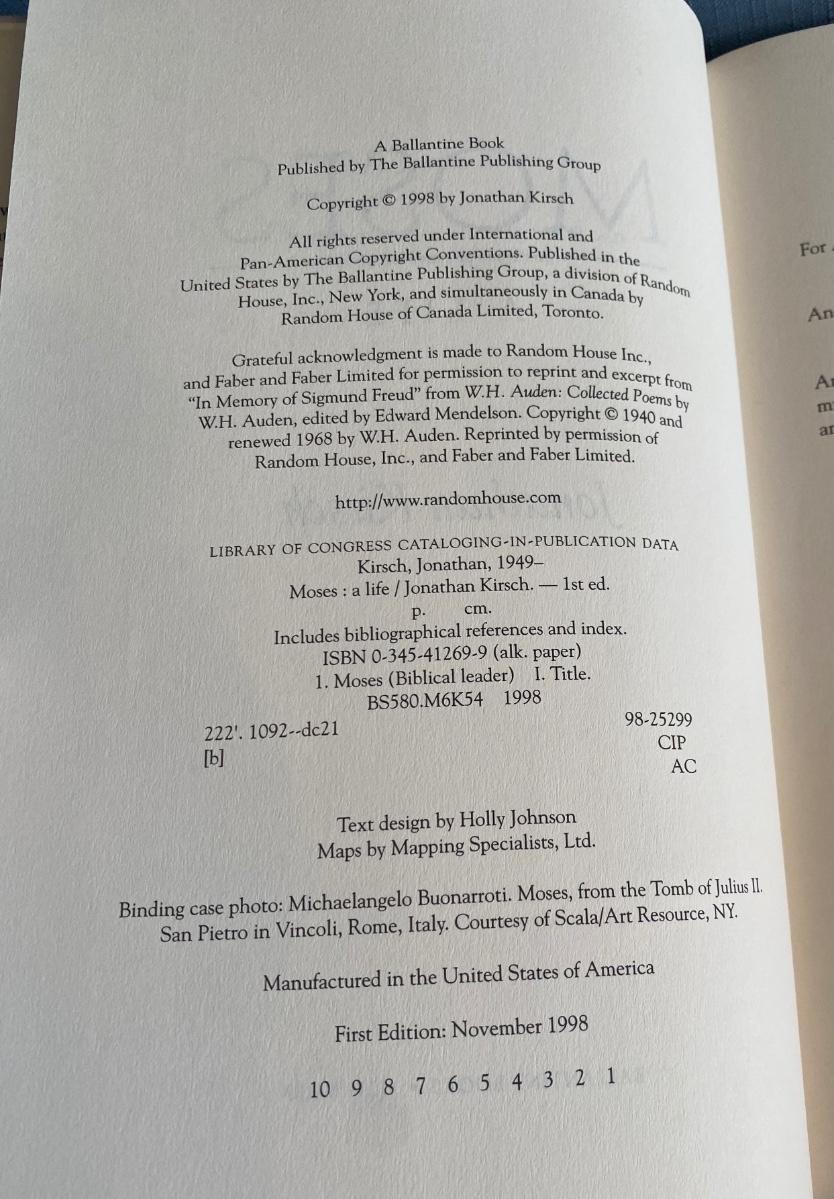 A Ballantine Book
Published by The Ballantine Publishing Group
Copyright © 1998 by Jonathan Kirsch
All rights reserved under International and
Pan-American Copyright Conventions. Published in the
United States by The Ballantine Publishing Group, a division of Random
House, Inc., New York, and simultaneously in Canada by
Random House of Canada Limited, Toronto.
Grateful acknowledgment is made to Random House Inc.,
and Faber and Faber Limited for permission to reprint and excerpt from
“In Memory of Sigmund Freud” from W.H. Auden: Collected Poems by
W.H. Auden, edited by Edward Mendelson. Copyright © 1940 and
renewed 1968 by W.H. Auden. Reprinted by permission of
Random House, Inc., and Faber and Faber Limited.
http://www.randomhouse.com
LIBRARY OF CONGRESS CATALOGING-IN-PUBLICATION DATA
Kirsch, Jonathan, 1949–
Moses : a life / Jonathan Kirsch. — 1st ed.
p. cm.
Includes bibliographical references and index.
ISBN 0-345-41269-9 (alk. paper)
1. Moses (Biblical leader) I. Title.
BS580.M6K54 1998
222'. 1092--dc21 98-25299
[b] CIP
AC
Text design by Holly Johnson
Maps by Mapping Specialists, Ltd.
Binding case photo: Michaelangelo Buonarroti. Moses, from the Tomb of Julius II.
San Pietro in Vincoli, Rome, Italy. Courtesy of Scala/Art Resource, NY.
Manufactured in the United States of America
First Edition: November 1998
10 9 8 7 6 5 4 3 2 1
For